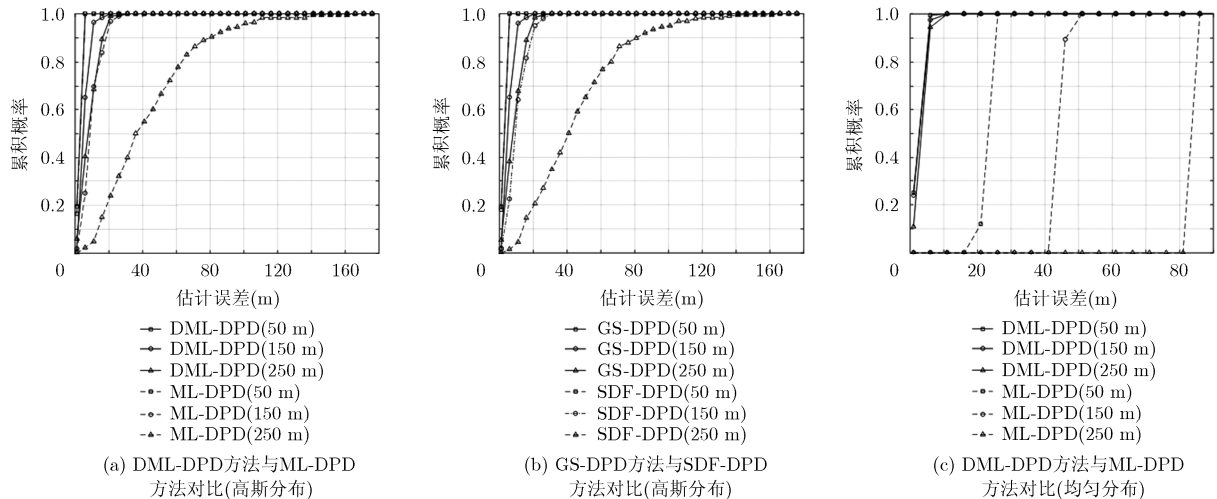 1.0
0.8
0.6
0.4
0.2
0
40
80
120
160
累积概率
估计误差(m)
DML-DPD(50 m)
DML-DPD(150 m)
DML-DPD(250 m)
ML-DPD(50 m)
ML-DPD(150 m)
ML-DPD(250 m)
(a) DML-DPD方法与ML-DPD
方法对比(高斯分布)
1.0
0.8
0.6
0.4
0.2
0
40
80
120
160
累积概率
估计误差(m)
GS-DPD(50 m)
GS-DPD(150 m)
GS-DPD(250 m)
SDF-DPD(50 m)
SDF-DPD(150 m)
SDF-DPD(250 m)
(b) GS-DPD方法与SDF-DPD
方法对比(高斯分布)
1.0
0.8
0.6
0.4
0.2
0
20
40
60
80
累积概率
估计误差(m)
DML-DPD(50 m)
DML-DPD(150 m)
DML-DPD(250 m)
ML-DPD(50 m)
ML-DPD(150 m)
ML-DPD(250 m)
(c) DML-DPD方法与ML-DPD
方法对比(均匀分布)